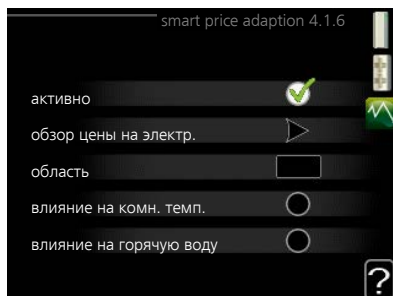 smart price adaption 4.1.6
активно
обзор цены на электр.
область
влияние на комн. темп.
влияние на горячую воду
?